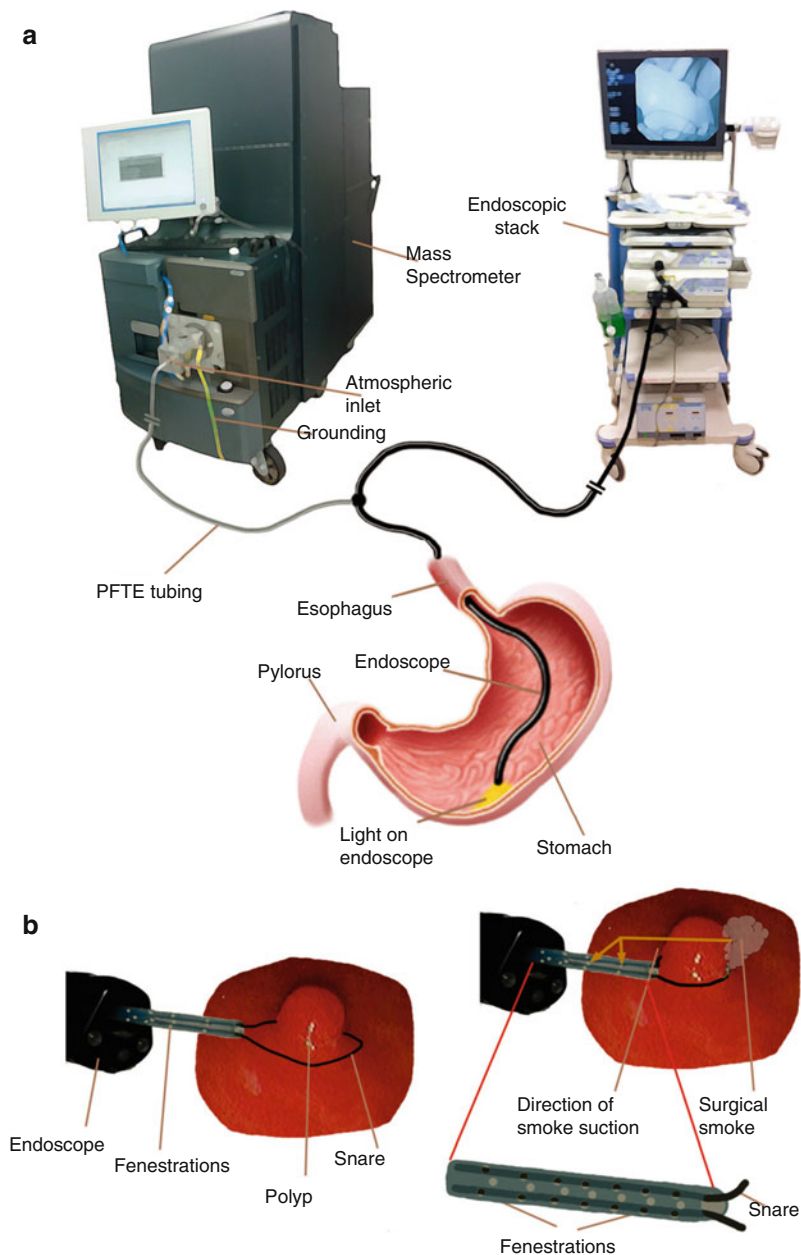 a
Endoscopic
stack
Mass
Spectrometer
Atmospheric
inlet
Grounding
PFTE tubing
Esophagus
Endoscope
Pylorus
Light on
endoscope
Stomach
b
Endoscope
Fenestrations
Polyp
Snare
Direction of
smoke suction
Surgical
smoke
Snare
Fenestrations